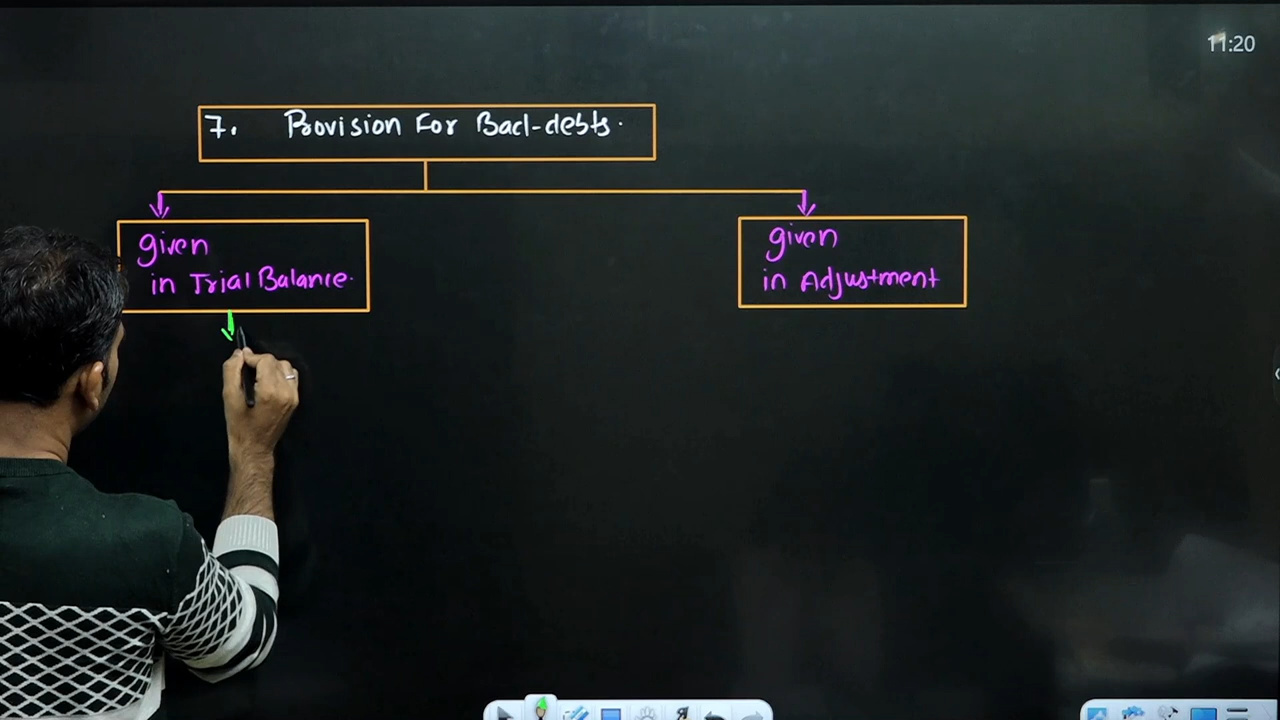 11:20
7. Provision For Bad-debts.
given
in Trial Balance.
given
in Adjustment